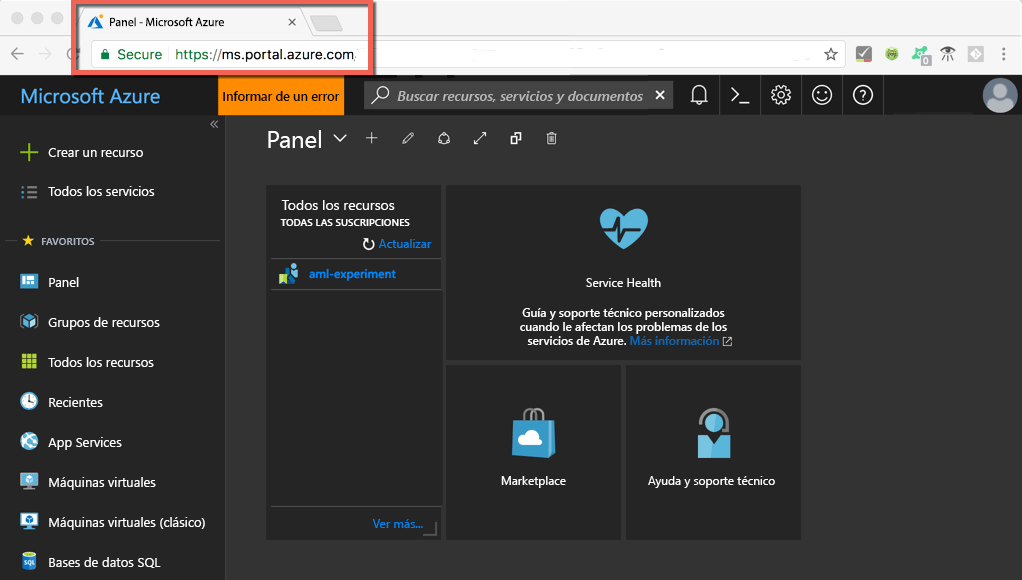 Panel - Microsoft Azure
Secure https://ms.portal.azure.com
Microsoft Azure
Informar de un error
Buscar recursos, servicios y documentos
0
Crear un recurso
Todos los servicios
FAVORITOS
Panel
Grupos de recursos
Todos los recursos
Recientes
App Services
Máquinas virtuales
Máquinas virtuales (clásico)
SQL
Bases de datos SQL
Panel
Todos los recursos
TODAS LAS SUSCRIPCIONES
Actualizar
aml-experiment
Ver más...
Service Health
Guía y soporte técnico personalizados
cuando le afectan los problemas de los
servicios de Azure. Más información
Marketplace
Ayuda y soporte técnico